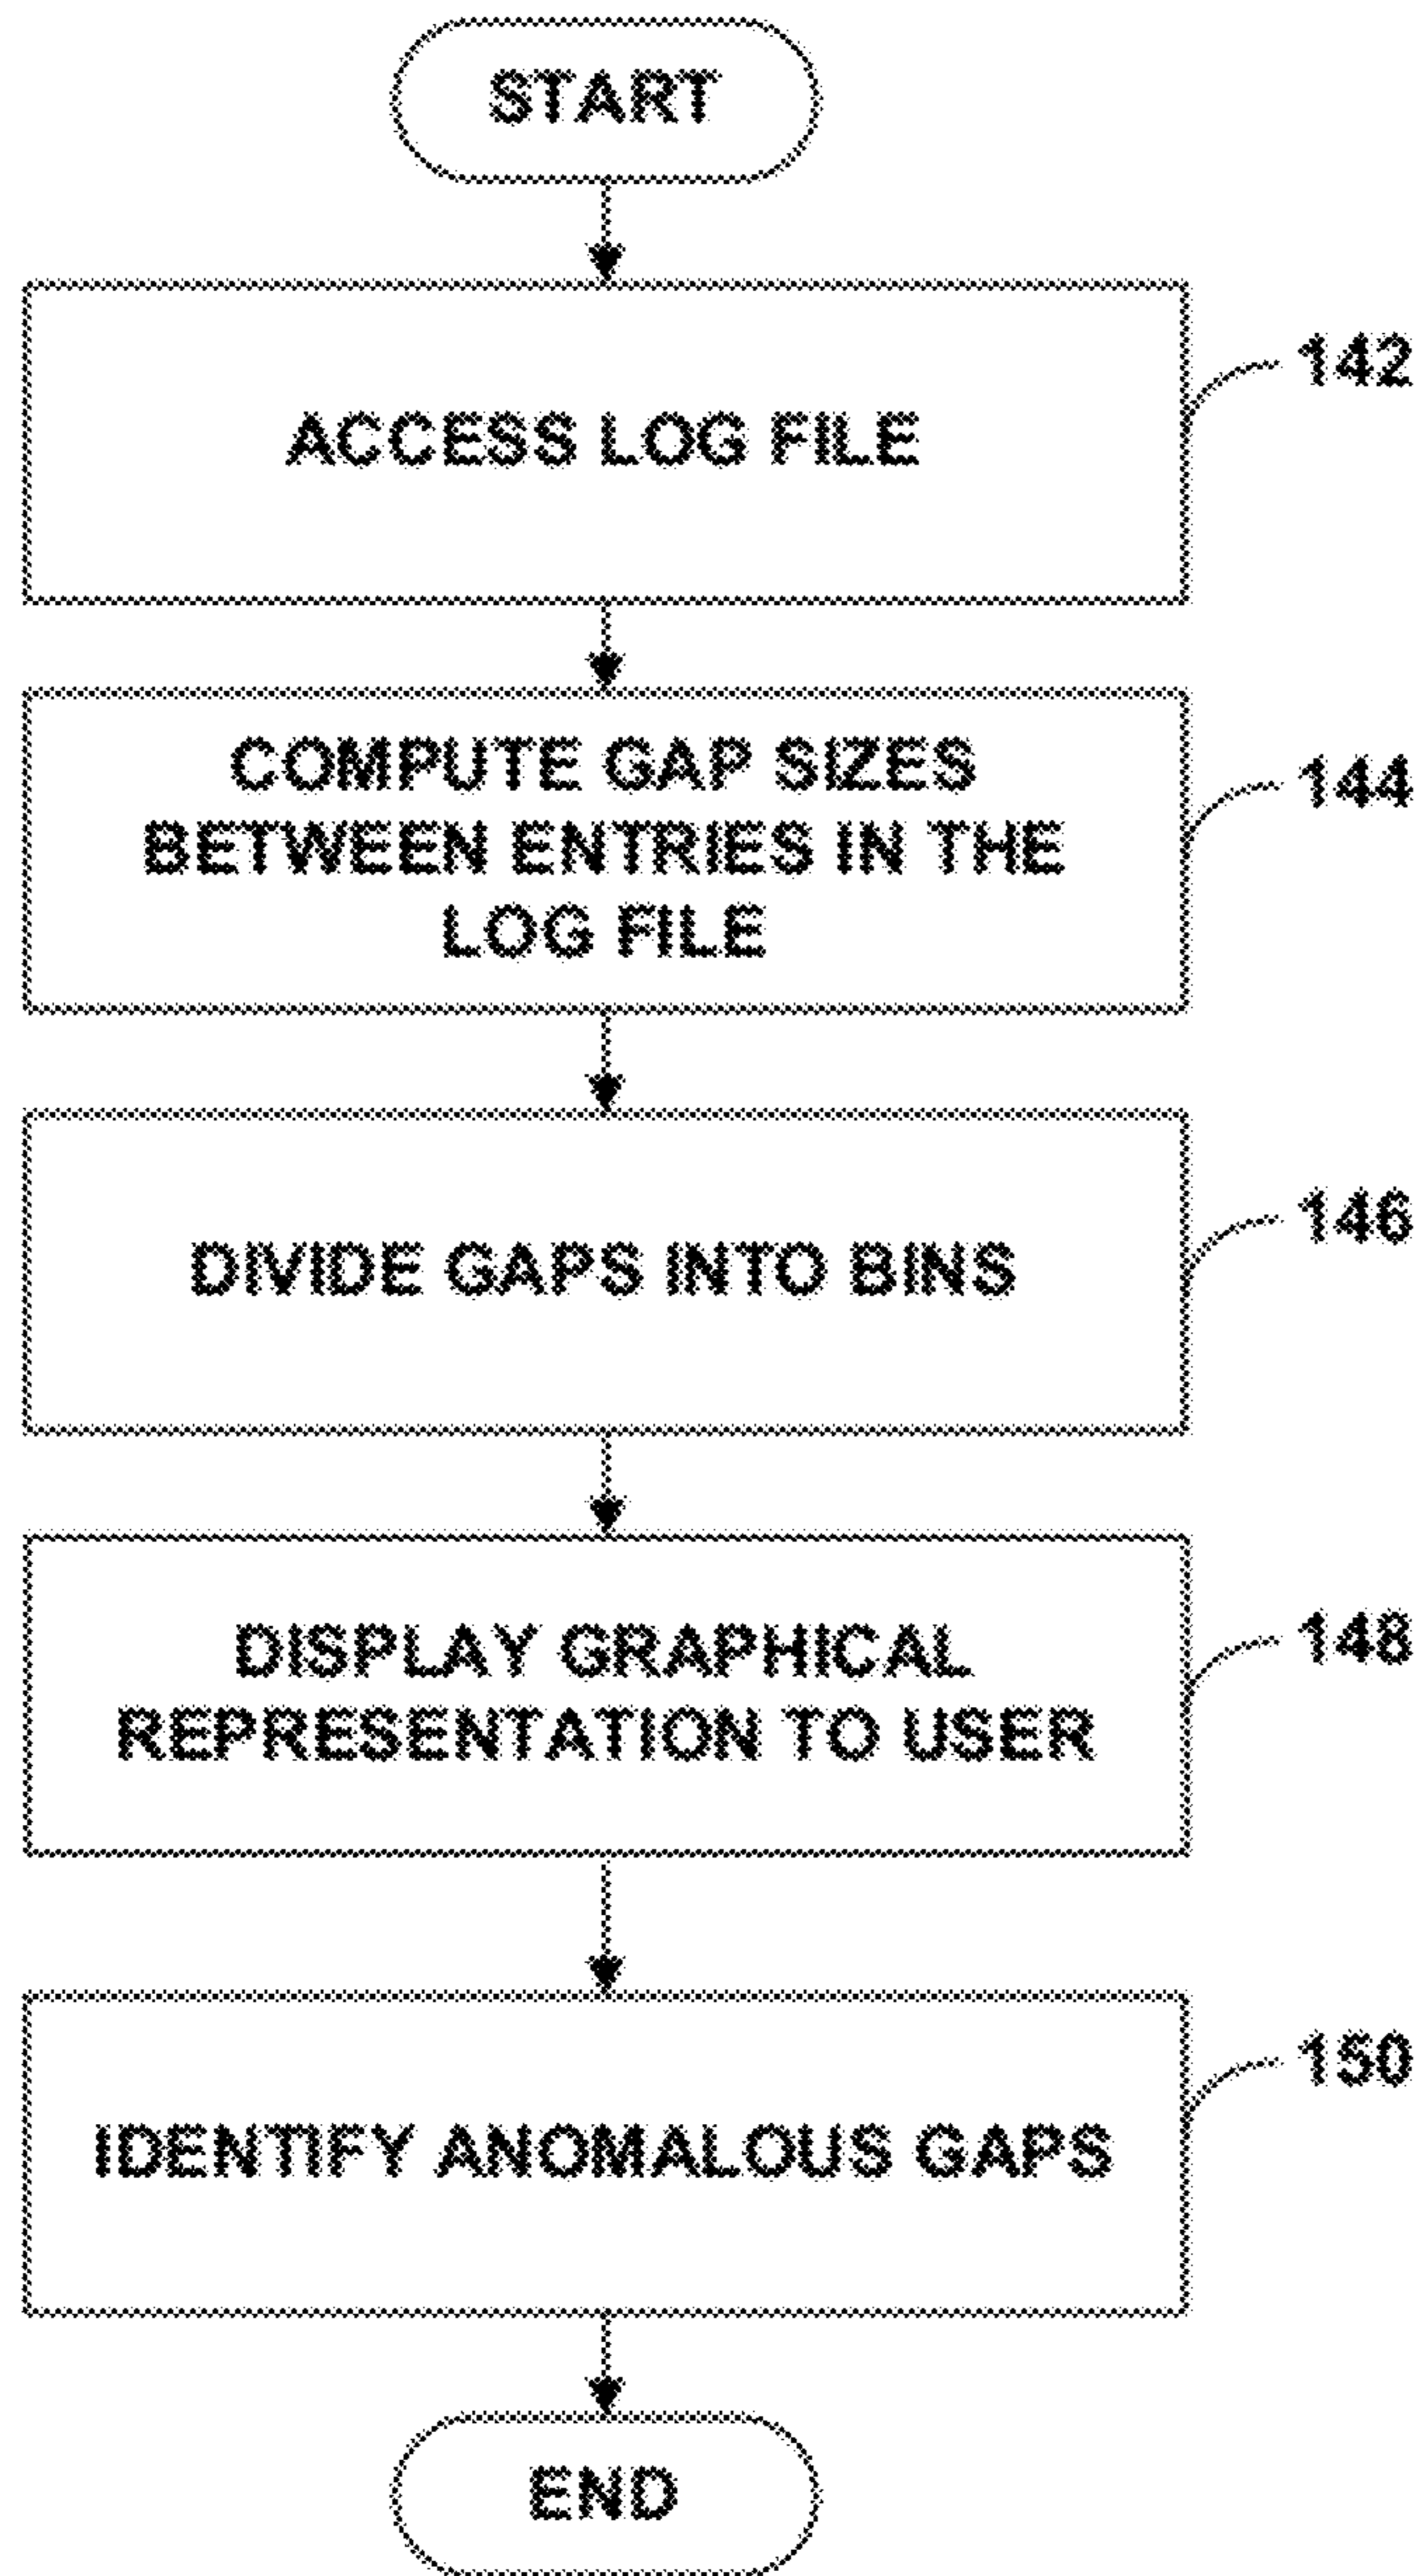 START
ACCESS LOG FILE
142
COMPUTE GAP SIZES
BETWEEN ENTRIES IN THE
LOG FILE
144
DIVIDE GAPS INTO BINS
146
DISPLAY GRAPHICAL
REPRESENTATION TO USER
148
IDENTIFY ANOMALOUS GAPS
150
END